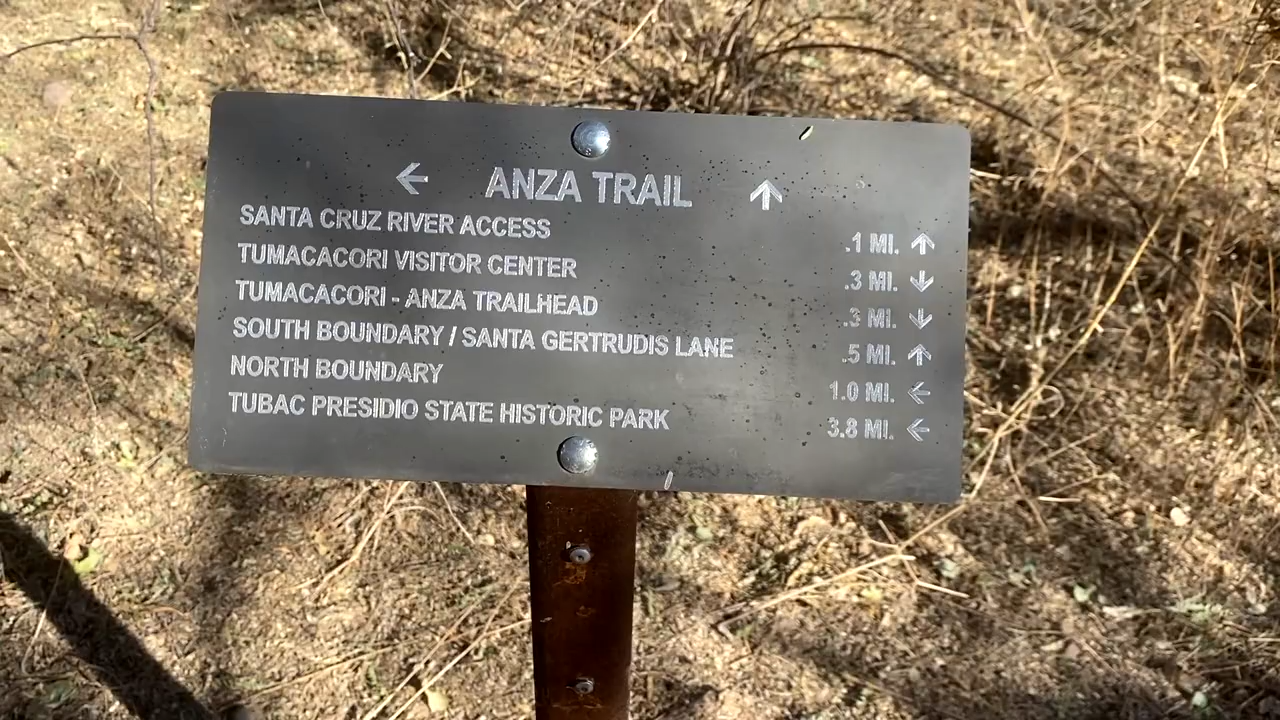 ← ANZA TRAIL ↑
SANTA CRUZ RIVER ACCESS .1 MI. ↑
TUMACACORI VISITOR CENTER .3 MI. ↓
TUMACACORI - ANZA TRAILHEAD .3 MI. ↓
SOUTH BOUNDARY / SANTA GERTRUDIS LANE .5 MI. ↑
NORTH BOUNDARY 1.0 MI. ←
TUBAC PRESIDIO STATE HISTORIC PARK 3.8 MI. ←